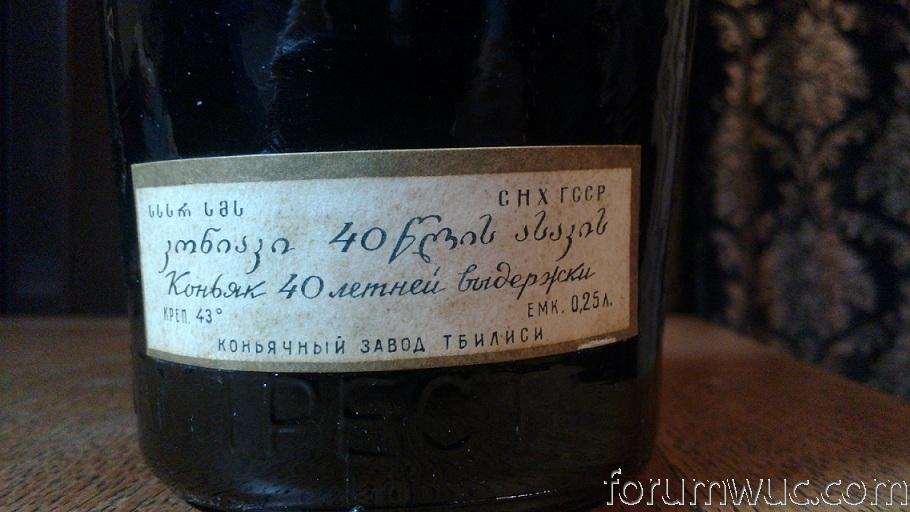 სსსრ სმს
СНХ ГССР
კონიაკი 40 წლის ასაკის
Коньяк 40 летней выдержки
КРЕП. 43°
ЕМК. 0,25 л.
КОНЬЯЧНЫЙ ЗАВОД ТБИЛИСИ
ТРЕСТ
forumwuc.com